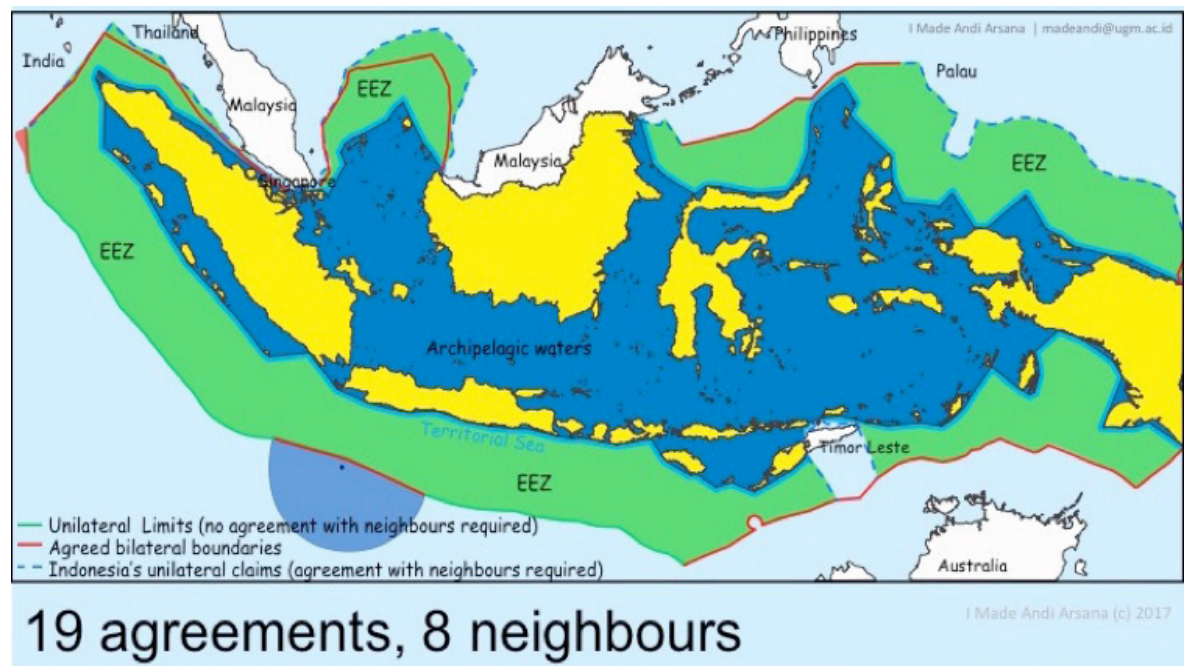 I Made Andi Arsana | madeandi@ugm.ac.id
Thailand
Philippines
India
Palau
EEZ
Malaysia
Malaysia
EEZ
Singapore
EEZ
Archipelagic waters
Territorial Sea
Timor Leste
EEZ
Unilateral Limits (no agreement with neighbours required)
Agreed bilateral boundaries
Indonesia's unilateral claims (agreement with neighbours required)
Australia
19 agreements, 8 neighbours
I Made Andi Arsana (c) 2017